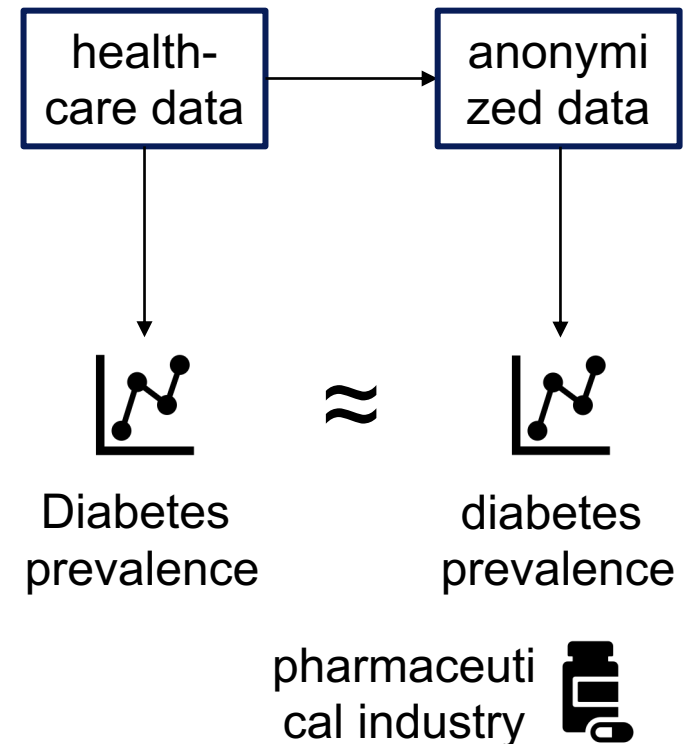 health-
care data
anonymi
zed data
≈
Diabetes
prevalence
diabetes
prevalence
pharmaceuti
cal industry